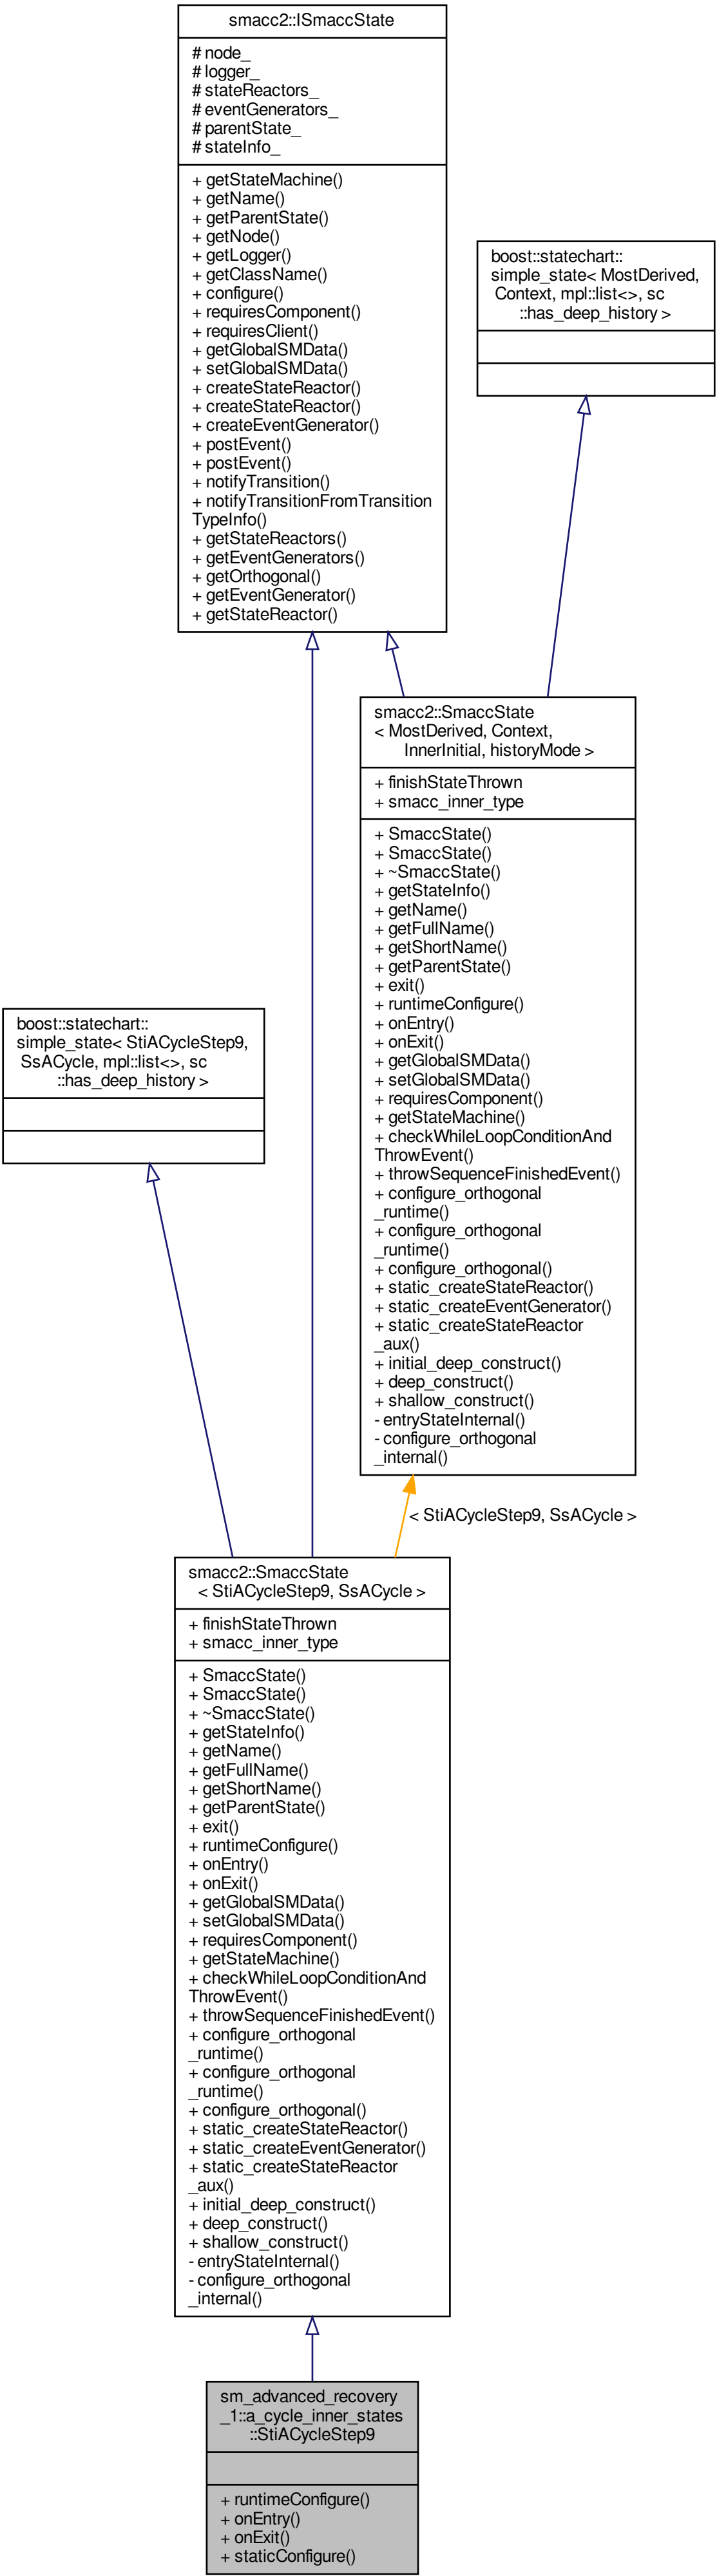 smacc2::ISmaccState
# node_
# logger_
# stateReactors_
# eventGenerators_
# parentState_
# stateInfo_
+ getStateMachine()
+ getName()
+ getParentState()
+ getNode()
+ getLogger()
+ getClassName()
+ configure()
+ requiresComponent()
+ requiresClient()
+ getGlobalSMData()
+ setGlobalSMData()
+ createStateReactor()
+ createStateReactor()
+ createEventGenerator()
+ postEvent()
+ postEvent()
+ notifyTransition()
+ notifyTransitionFromTransition
TypeInfo()
+ getStateReactors()
+ getEventGenerators()
+ getOrthogonal()
+ getEventGenerator()
+ getStateReactor()
boost::statechart::
simple_state< MostDerived,
Context, mpl::list<>, sc
::has_deep_history >
smacc2::SmaccState
< MostDerived, Context,
InnerInitial, historyMode >
+ finishStateThrown
+ smacc_inner_type
+ SmaccState()
+ SmaccState()
+ ~SmaccState()
+ getStateInfo()
+ getName()
+ getFullName()
+ getShortName()
+ getParentState()
+ exit()
+ runtimeConfigure()
+ onEntry()
+ onExit()
+ getGlobalSMData()
+ setGlobalSMData()
+ requiresComponent()
+ getStateMachine()
+ checkWhileLoopConditionAnd
ThrowEvent()
+ throwSequenceFinishedEvent()
+ configure_orthogonal
_runtime()
+ configure_orthogonal
_runtime()
+ configure_orthogonal()
+ static_createStateReactor()
+ static_createEventGenerator()
+ static_createStateReactor
_aux()
+ initial_deep_construct()
+ deep_construct()
+ shallow_construct()
- entryStateInternal()
- configure_orthogonal
_internal()
boost::statechart::
simple_state< StiACycleStep9,
SsACycle, mpl::list<>, sc
::has_deep_history >
< StiACycleStep9, SsACycle >
smacc2::SmaccState
< StiACycleStep9, SsACycle >
+ finishStateThrown
+ smacc_inner_type
+ SmaccState()
+ SmaccState()
+ ~SmaccState()
+ getStateInfo()
+ getName()
+ getFullName()
+ getShortName()
+ getParentState()
+ exit()
+ runtimeConfigure()
+ onEntry()
+ onExit()
+ getGlobalSMData()
+ setGlobalSMData()
+ requiresComponent()
+ getStateMachine()
+ checkWhileLoopConditionAnd
ThrowEvent()
+ throwSequenceFinishedEvent()
+ configure_orthogonal
_runtime()
+ configure_orthogonal
_runtime()
+ configure_orthogonal()
+ static_createStateReactor()
+ static_createEventGenerator()
+ static_createStateReactor
_aux()
+ initial_deep_construct()
+ deep_construct()
+ shallow_construct()
- entryStateInternal()
- configure_orthogonal
_internal()
sm_advanced_recovery
_1::a_cycle_inner_states
::StiACycleStep9
+ runtimeConfigure()
+ onEntry()
+ onExit()
+ staticConfigure()